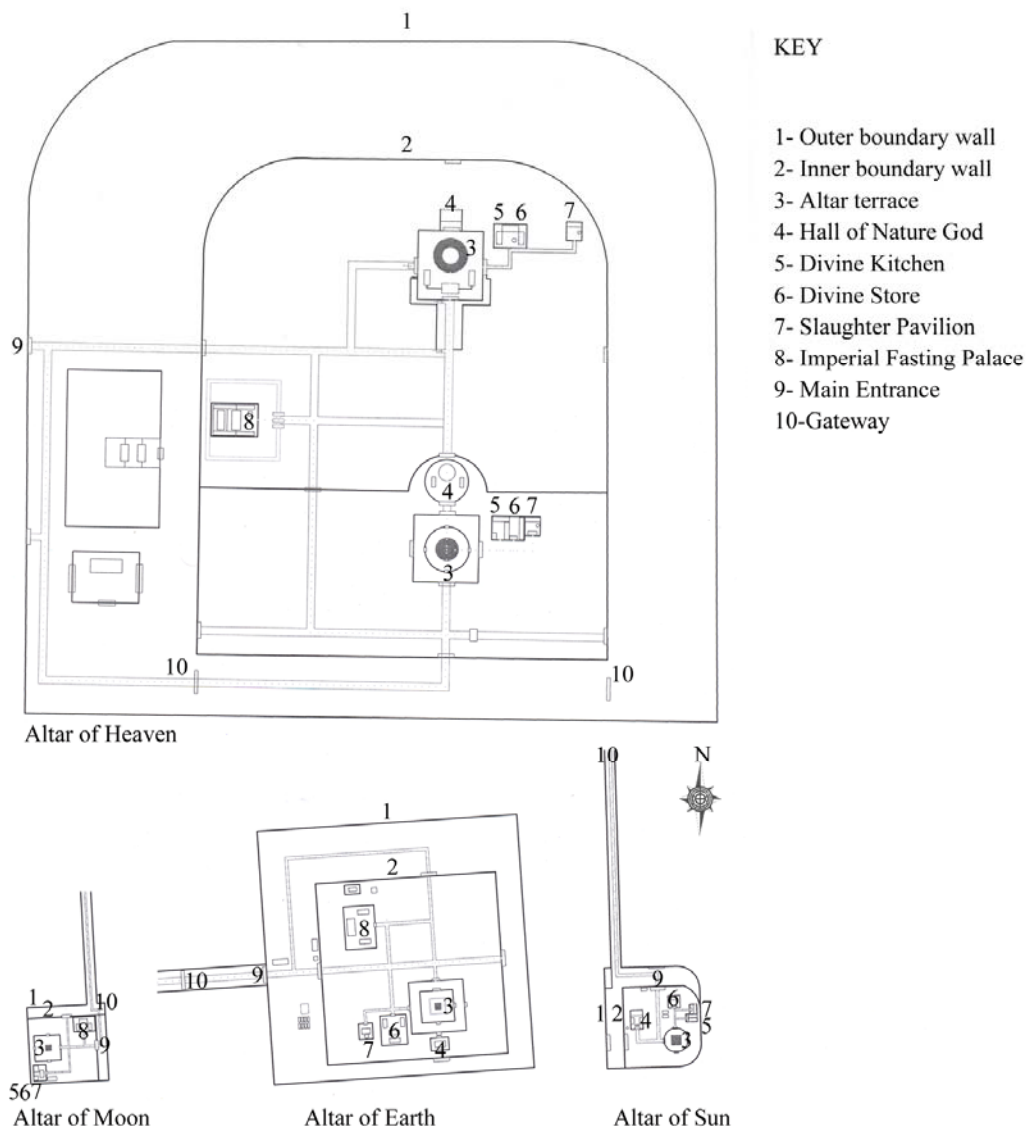 1
KEY
1- Outer boundary wall
2- Inner boundary wall
3- Altar terrace
4- Hall of Nature God
5- Divine Kitchen
6- Divine Store
7- Slaughter Pavilion
8- Imperial Fasting Palace
9- Main Entrance
10-Gateway
2
4
5 6
7
3
9
8
4
5 6 7
3
10
10
Altar of Heaven
10
N
1
2
8
10 9
3
7
6
4
1
2
10
8
3
9
567
9
1 2
6
7
4
5
3
Altar of Moon
Altar of Earth
Altar of Sun